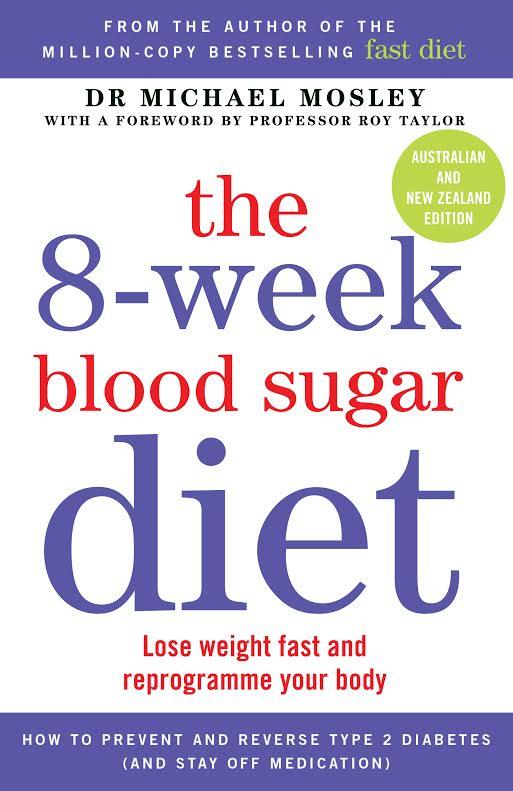 FROM THE AUTHOR OF THE
MILLION-COPY BESTSELLING fast diet
DR MICHAEL MOSLEY
WITH A FOREWORD BY PROFESSOR ROY TAYLOR
AUSTRALIAN
AND
NEW ZEALAND
EDITION
the
8-week
blood sugar
diet
Lose weight fast and
reprogramme your body
HOW TO PREVENT AND REVERSE TYPE 2 DIABETES
(AND STAY OFF MEDICATION)